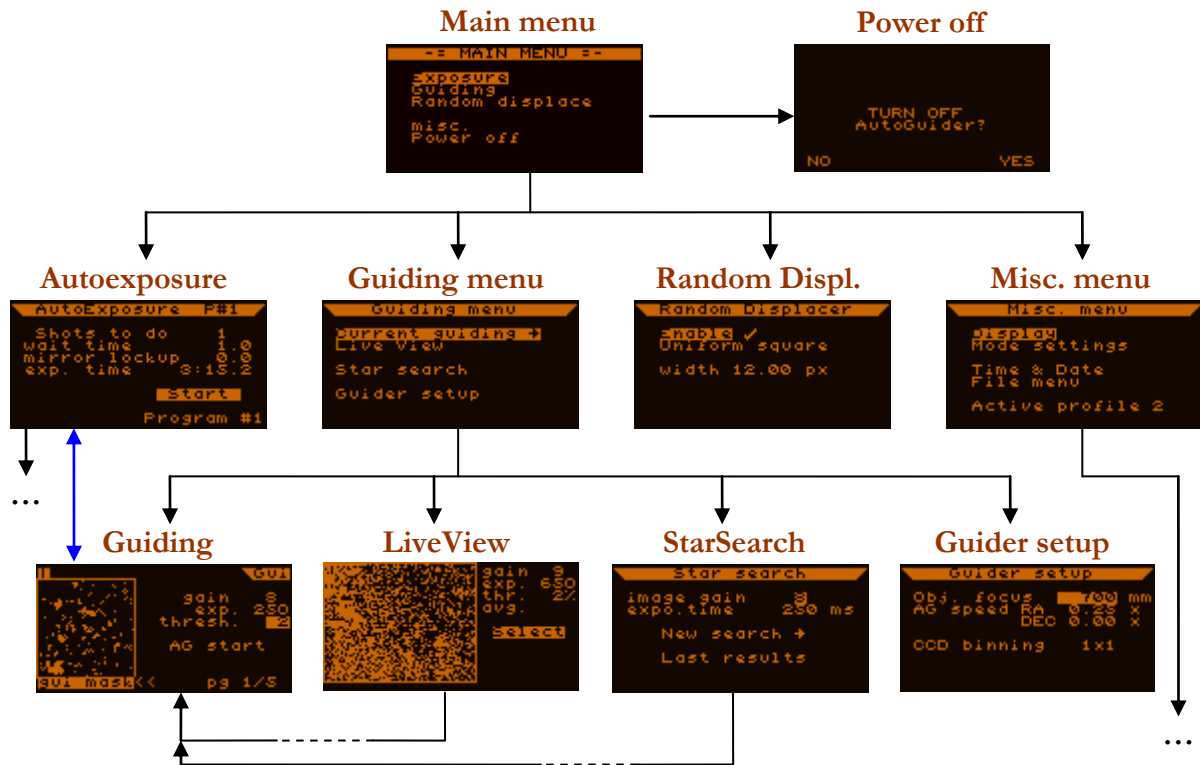 Main menu
Power off
-= MAIN MENU =-
Exposure
Guiding
Random displace
misc.
Power off
TURN OFF
AutoGuider?
NO YES
Autoexposure
Guiding menu
Random Displ.
Misc. menu
AutoExposure P#1
Shots to do 1
wait time 1.0
mirror lockup 0.0
exp. time 3:15.2
Start
Program #1
Guiding menu
Current guiding →
Live View
Star search
Guider setup
Random Displacer
Enable ✓
Uniform square
width 12.00 px
Misc. menu
Display
Mode settings
Time & Date
File menu
Active profile 2
...
Guiding
LiveView
StarSearch
Guider setup
Gui
gain 8
exp. 250
thresh. 2
AG start
gui mask<< pg 1/5
gain 9
exp. 650
thr. 2%
avg.
Select
Star search
image gain 8
expo.time 250 ms
New search →
Last results
Guider setup
Obj. focus 700 mm
AG speed RA 0.25 x
DEC 0.00 x
CCD binning 1x1
...